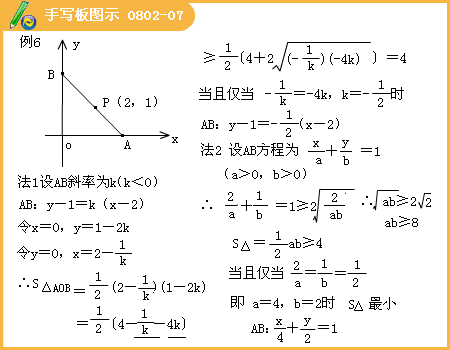 手写板图示 0802-07
例6
y
B
P (2, 1)
o
A
x
法1设AB斜率为k(k＜0)
AB: y－1＝k (x－2)
令x＝0, y＝1－2k
令y＝0, x＝2－1/k
∴S△AOB＝1/2(2－1/k)(1－2k)
＝1/2(4－1/k－4k)
≥1/2(4＋2√((－1/k)(-4k)))＝4
当且仅当 －1/k＝-4k, k＝－1/2时
AB: y－1＝－1/2(x－2)
法2 设AB方程为 x/a＋y/b＝1
(a＞0, b＞0)
∴ 2/a＋1/b＝1≥2√(2/ab) ∴√ab≥2√2
ab≥8
S△＝1/2ab≥4
当且仅当 2/a＝1/b＝1/2
即 a＝4, b＝2时 S△最小
AB: x/4＋y/2＝1